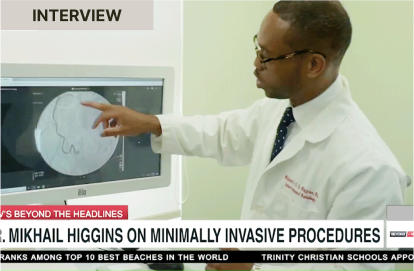 INTERVIEW
V'S BEYOND THE HEADLINES
R. MIKHAIL HIGGINS ON MINIMALLY INVASIVE PROCEDURES
RANKS AMONG TOP 10 BEST BEACHES IN THE WORLD TRINITY CHRISTIAN SCHOOLS APPO